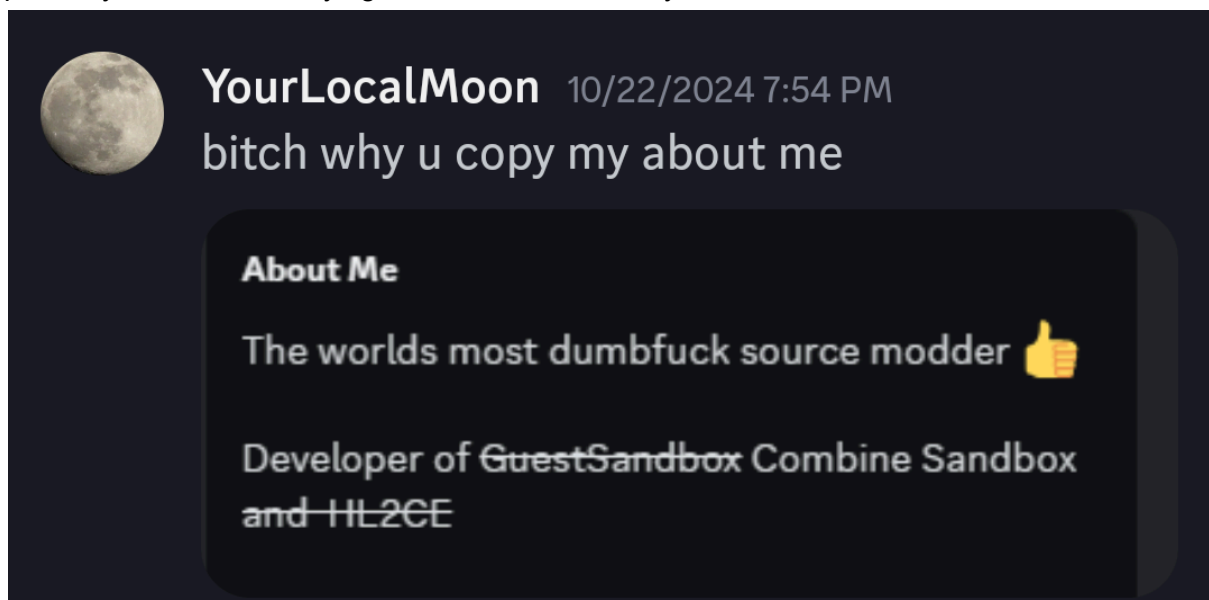 YourLocalMoon 10/22/2024 7:54 PM
bitch why u copy my about me
About Me
The worlds most dumbfuck source modder 👍
Developer of GuestSandbox Combine Sandbox
and HL2CE